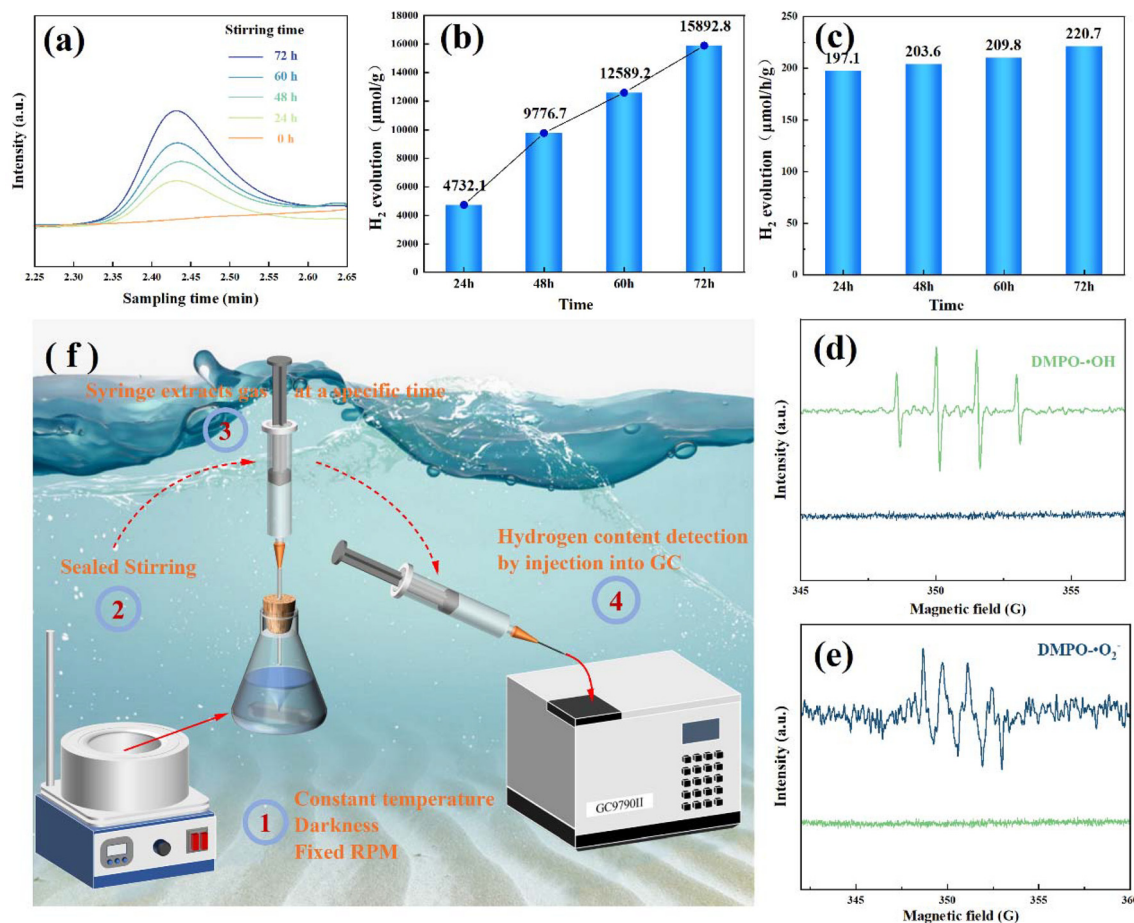 (a)
Stirring time
72 h
60 h
48 h
24 h
0 h
Intensity (a.u.)
2.25 2.30 2.35 2.40 2.45 2.50 2.55 2.60 2.65
Sampling time (min)
(b)
18000
16000
14000
12000
10000
8000
6000
4000
2000
0
H₂ evolution （μmol/g）
4732.1
9776.7
12589.2
15892.8
24h 48h 60h 72h
Time
(c)
250
225
200
175
150
125
100
75
50
25
0
H₂ evolution （μmol/h/g）
197.1
203.6
209.8
220.7
24h 48h 60h 72h
Time
( f )
Syringe extracts gas at a specific time
3
Sealed Stirring
2
Hydrogen content detection
by injection into GC
4
1
Constant temperature
Darkness
Fixed RPM
GC9790II
(d)
DMPO-•OH
Intensity (a.u.)
345 350 355
Magnetic field (G)
(e)
DMPO-•O₂⁻
Intensity (a.u.)
345 350 355 360
Magnetic field (G)